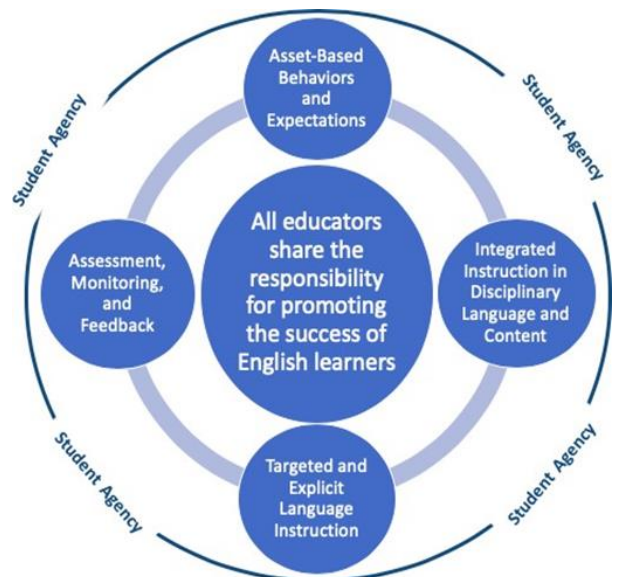 Asset-Based
Behaviors
and
Expectations
Student Agency
Student Agency
All educators
share the
responsibility
for promoting
the success of
English learners
Assessment,
Monitoring,
and
Feedback
Integrated
Instruction in
Disciplinary
Language and
Content
Targeted and
Explicit
Language
Instruction
Student Agency
Student Agency